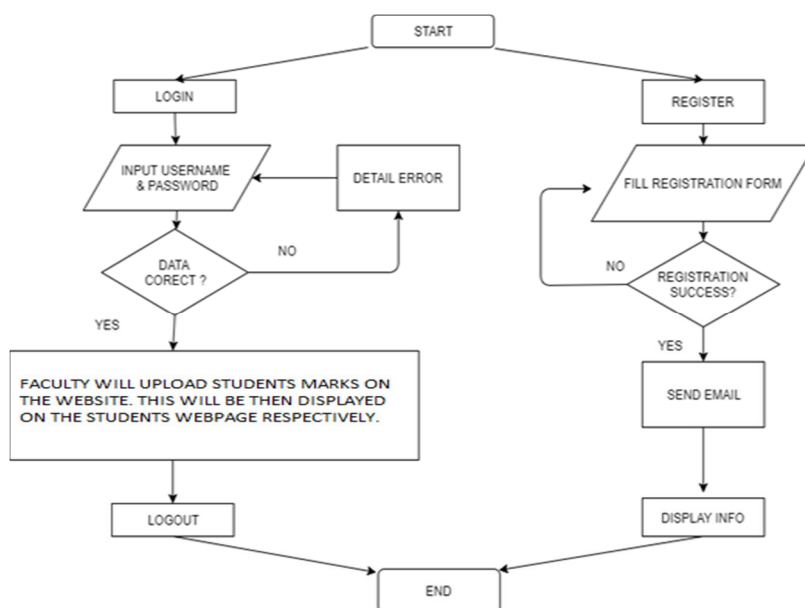 START
LOGIN
REGISTER
INPUT USERNAME
& PASSWORD
DETAIL ERROR
FILL REGISTRATION FORM
DATA
CORECT ?
NO
NO
REGISTRATION
SUCCESS?
YES
YES
FACULTY WILL UPLOAD STUDENTS MARKS ON
THE WEBSITE. THIS WILL BE THEN DISPLAYED
ON THE STUDENTS WEBPAGE RESPECTIVELY.
SEND EMAIL
LOGOUT
DISPLAY INFO
END